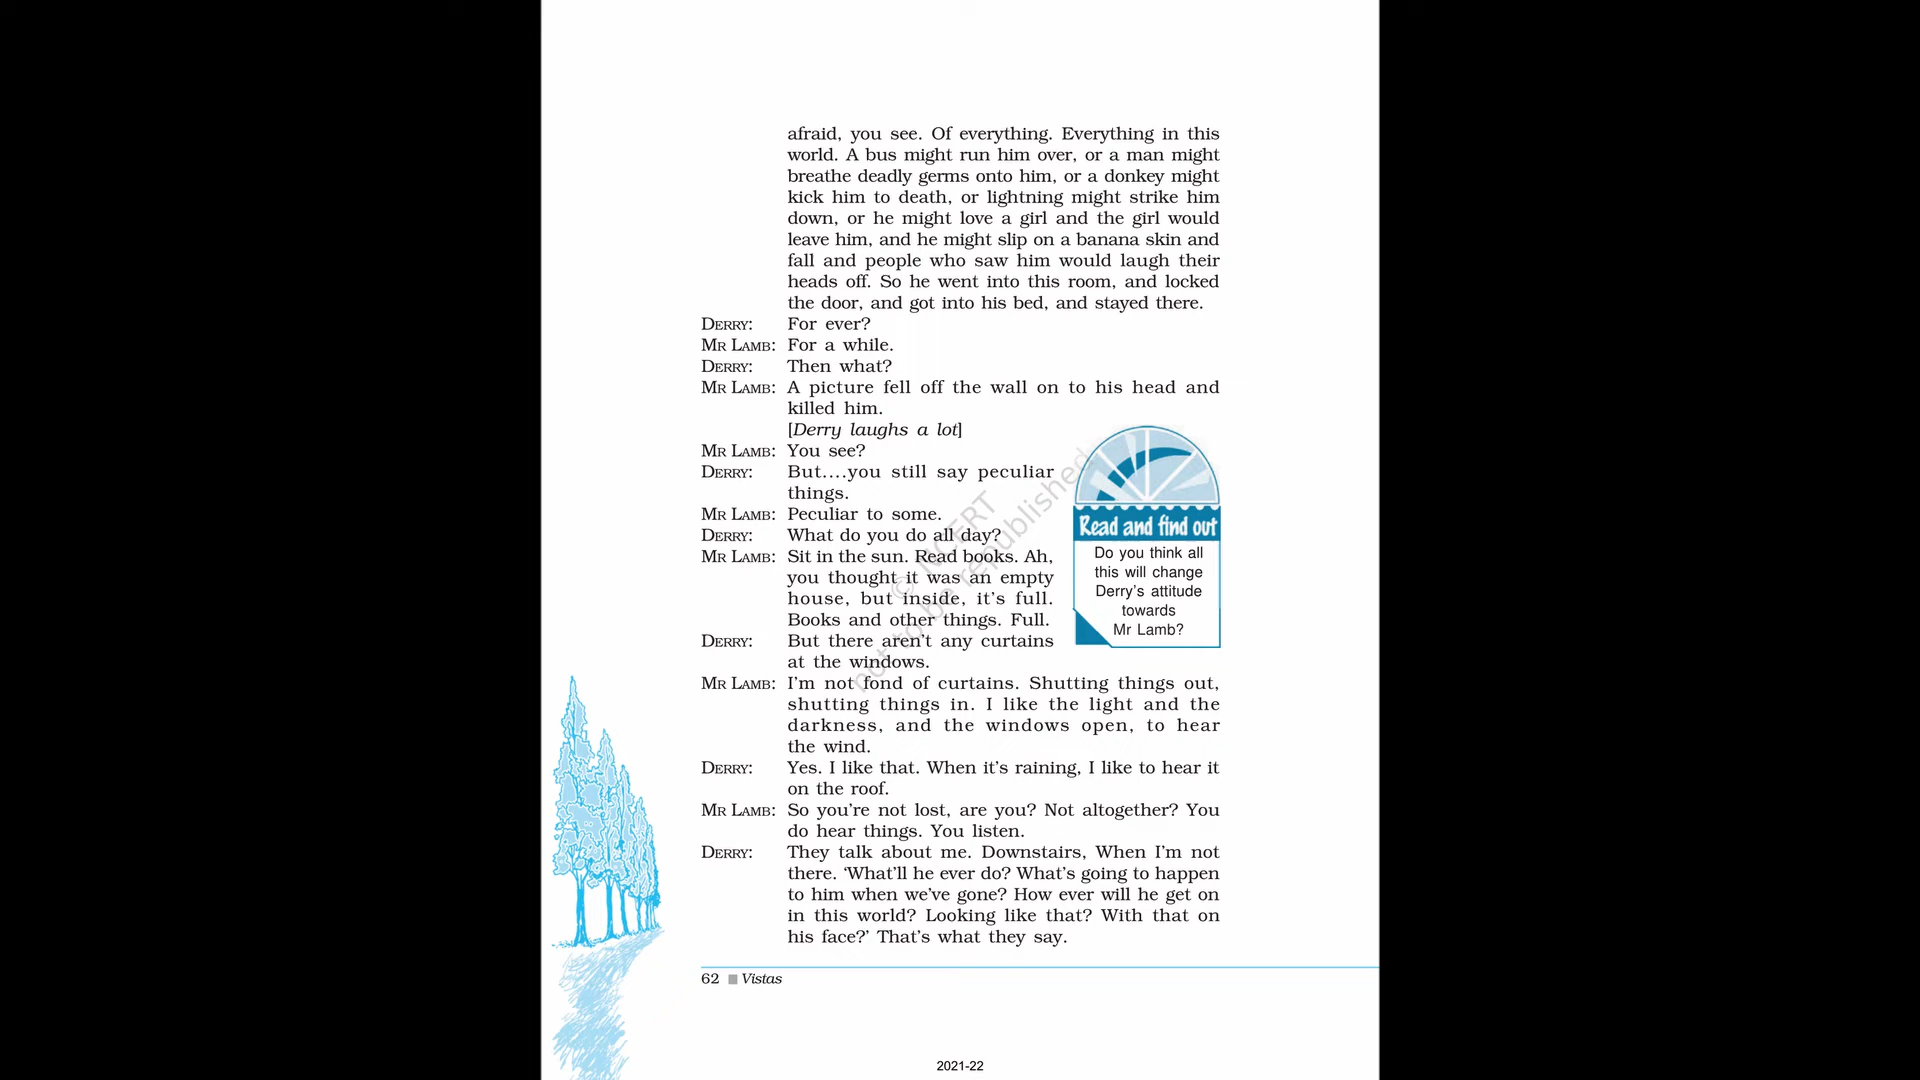 afraid, you see. Of everything. Everything in this
world. A bus might run him over, or a man might
breathe deadly germs onto him, or a donkey might
kick him to death, or lightning might strike him
down, or he might love a girl and the girl would
leave him, and he might slip on a banana skin and
fall and people who saw him would laugh their
heads off. So he went into this room, and locked
the door, and got into his bed, and stayed there.
DERRY: For ever?
MR LAMB: For a while.
DERRY: Then what?
MR LAMB: A picture fell off the wall on to his head and
killed him.
[Derry laughs a lot]
MR LAMB: You see?
DERRY: But....you still say peculiar
things.
MR LAMB: Peculiar to some.
DERRY: What do you do all day?
MR LAMB: Sit in the sun. Read books. Ah,
you thought it was an empty
house, but inside, it’s full.
Books and other things. Full.
DERRY: But there aren’t any curtains
at the windows.
MR LAMB: I’m not fond of curtains. Shutting things out,
shutting things in. I like the light and the
darkness, and the windows open, to hear
the wind.
DERRY: Yes. I like that. When it’s raining, I like to hear it
on the roof.
MR LAMB: So you’re not lost, are you? Not altogether? You
do hear things. You listen.
DERRY: They talk about me. Downstairs, When I’m not
there. ‘What’ll he ever do? What’s going to happen
to him when we’ve gone? How ever will he get on
in this world? Looking like that? With that on
his face?’ That’s what they say.
Read and find out
Do you think all
this will change
Derry’s attitude
towards
Mr Lamb?
© NCERT
not to be republished
62 ■ Vistas
2021-22